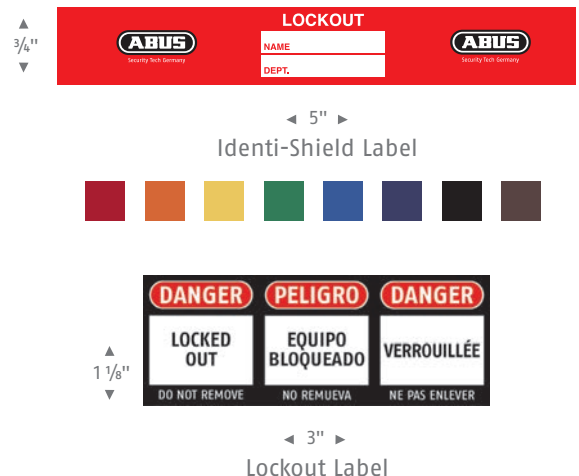 LOCKOUT
3/4"
ABUS
Security Tech Germany
NAME
DEPT.
ABUS
Security Tech Germany
5"
Identi-Shield Label
DANGER
LOCKED
OUT
DO NOT REMOVE
PELIGRO
EQUIPO
BLOQUEADO
NO REMUEVA
DANGER
VERROUILLÉE
NE PAS ENLEVER
1 1/8"
3"
Lockout Label